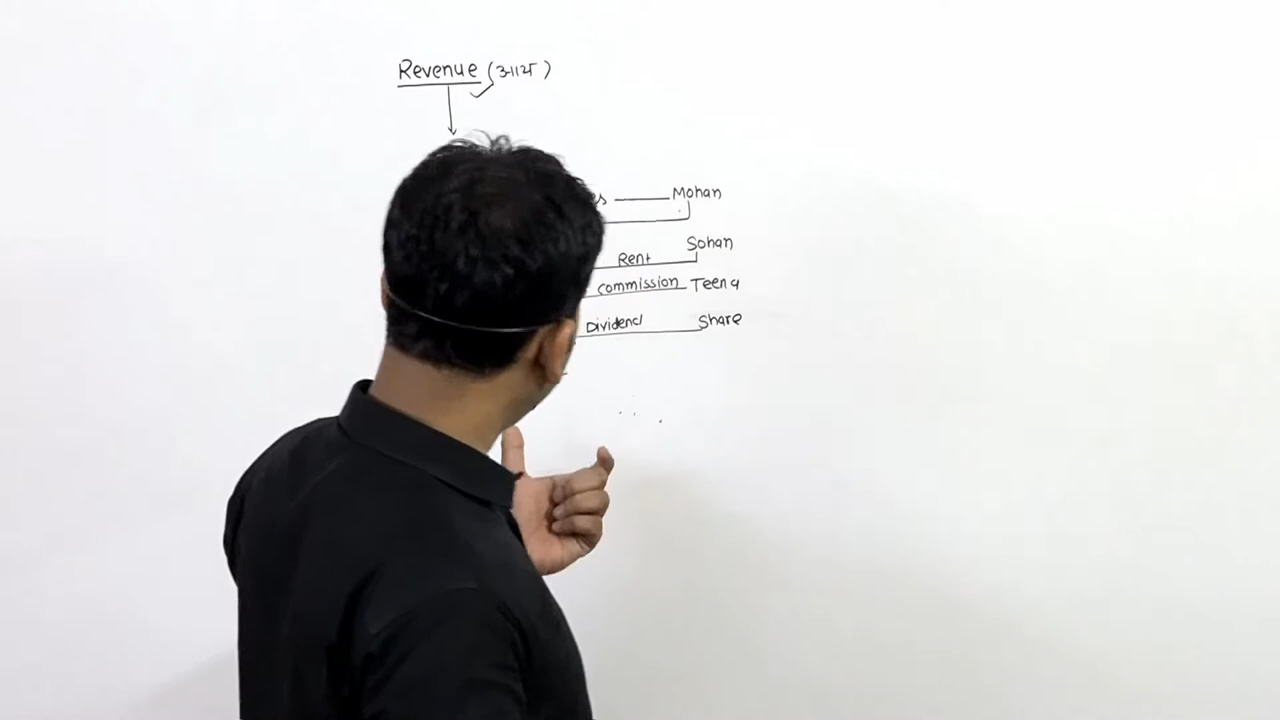 Revenue (आय)
Mohan
Sohan
Rent
commission Teena
Dividend Share